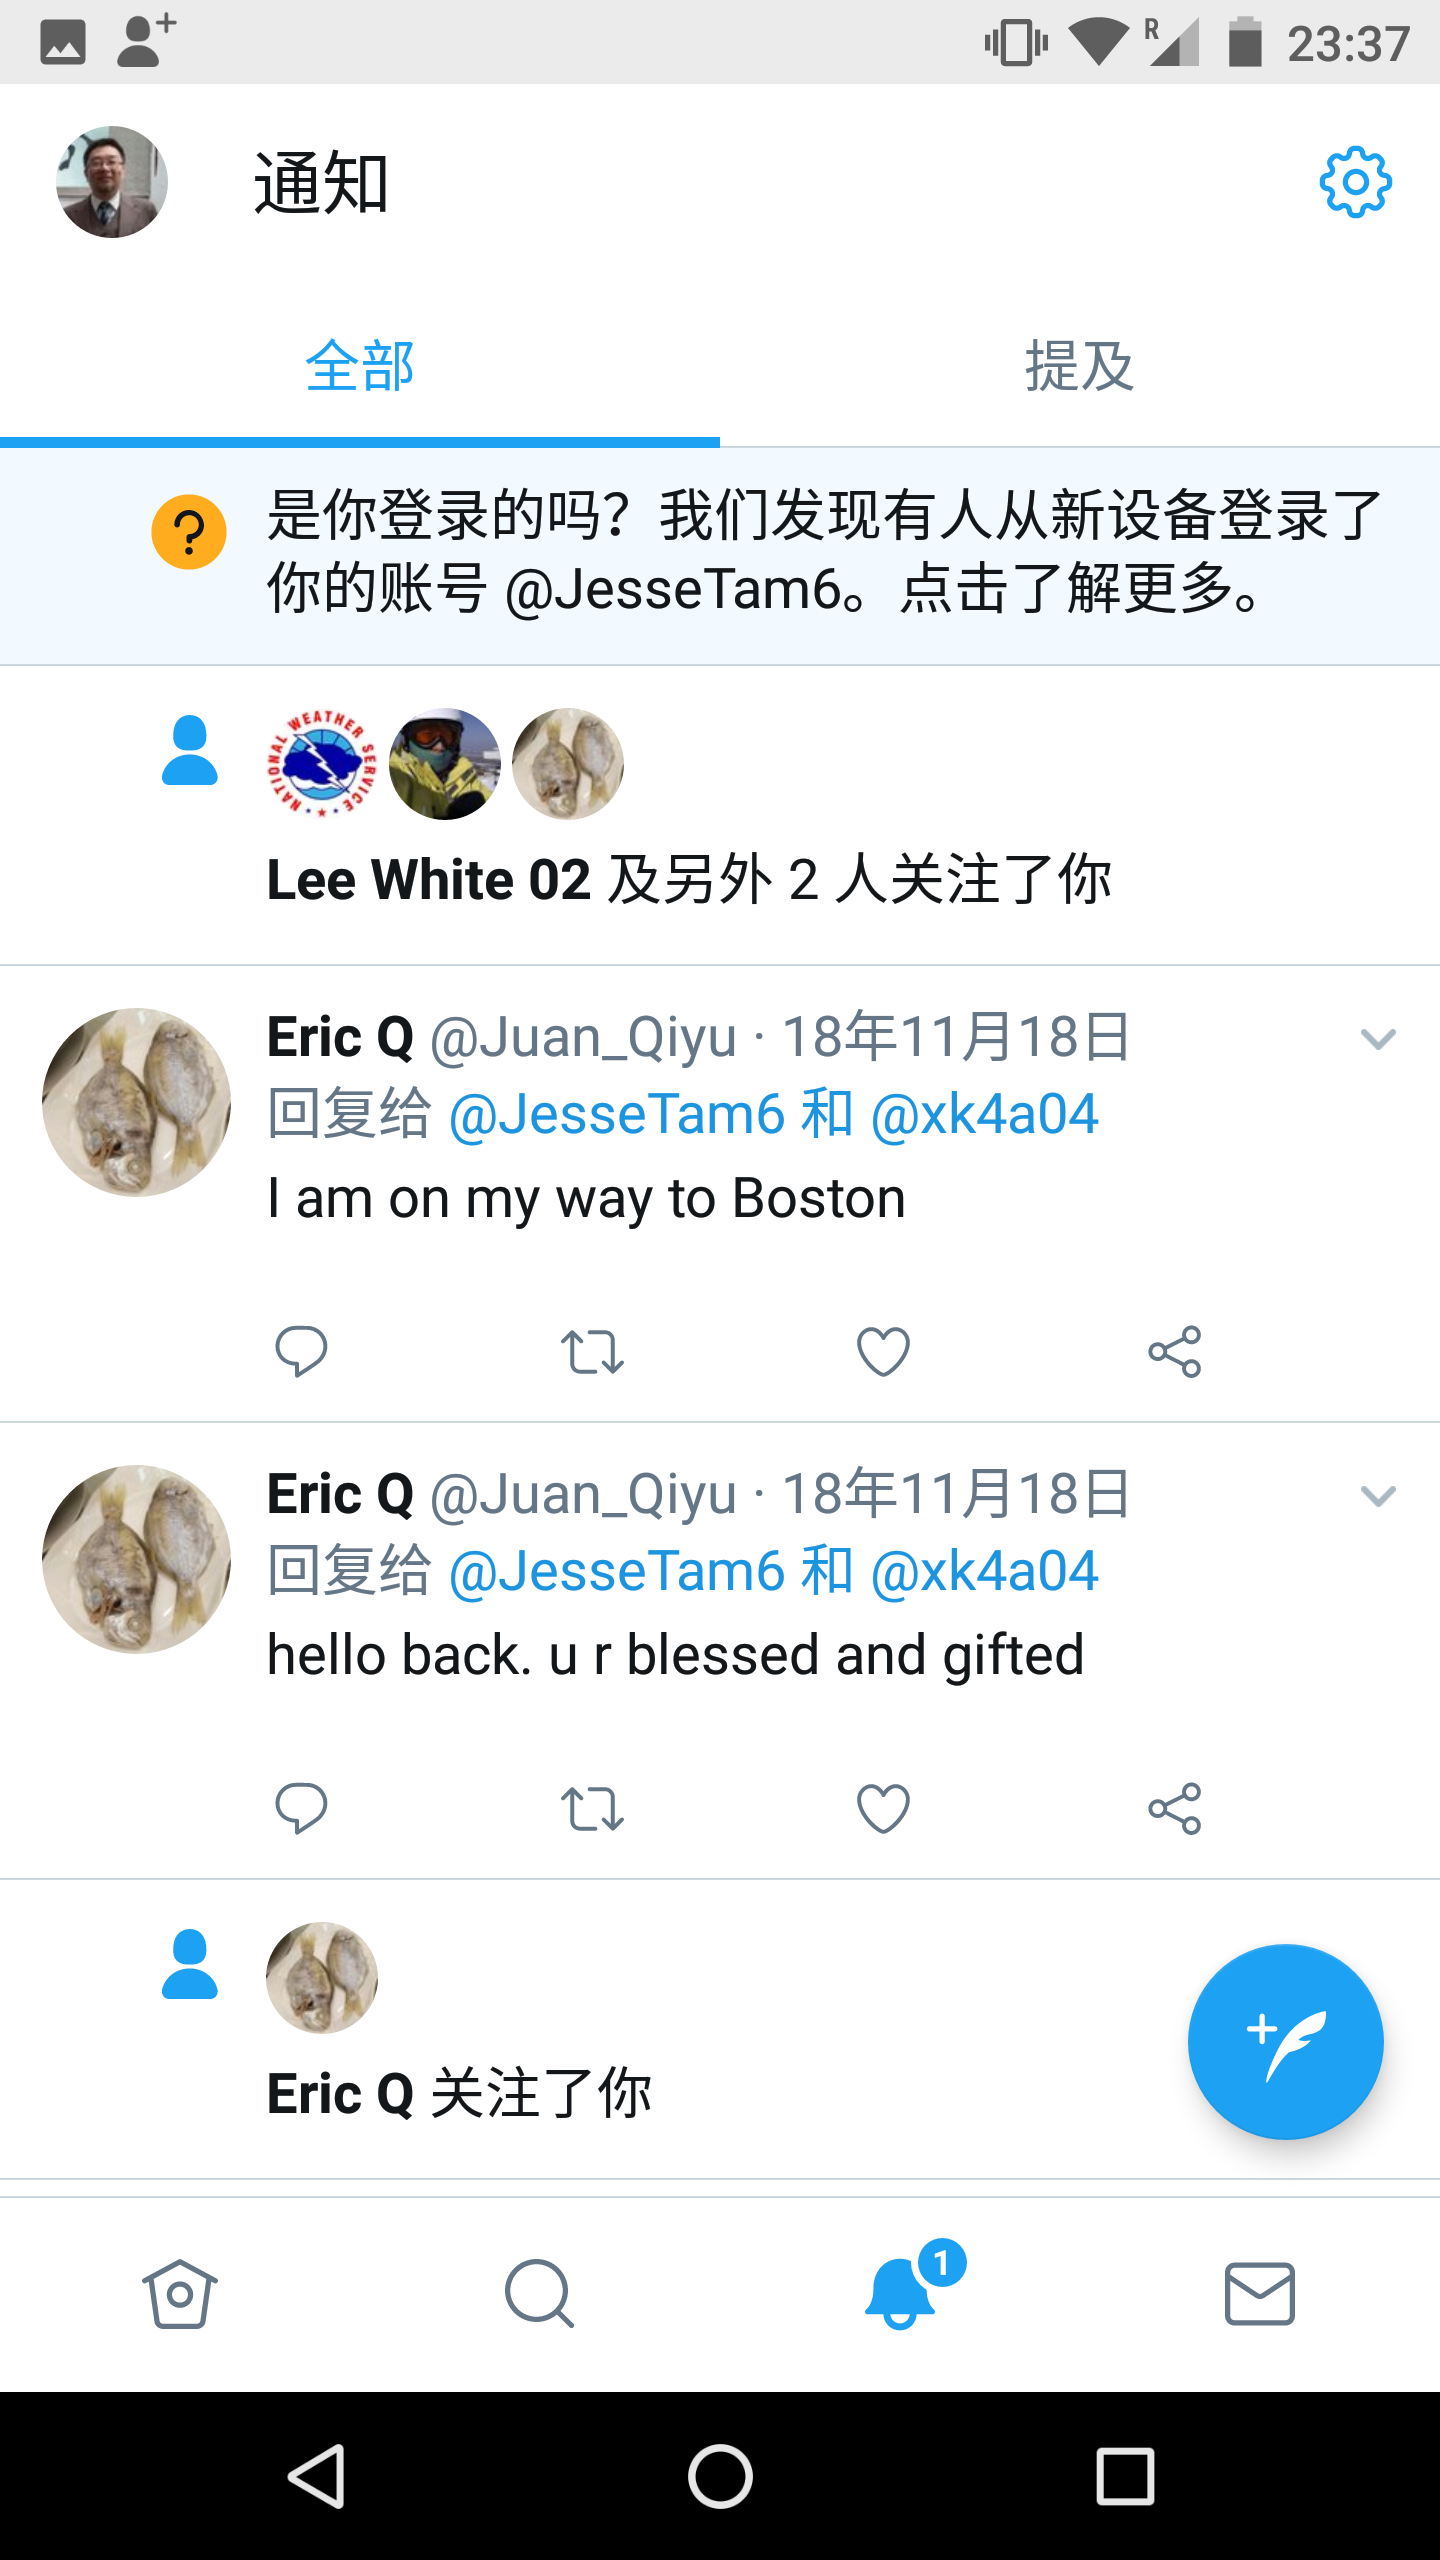 R
23:37
通知
全部
提及
是你登录的吗？我们发现有人从新设备登录了
你的账号 @JesseTam6。点击了解更多。
NATIONAL WEATHER SERVICE
Lee White 02 及另外 2 人关注了你
Eric Q @Juan_Qiyu · 18年11月18日
回复给 @JesseTam6 和 @xk4a04
I am on my way to Boston
Eric Q @Juan_Qiyu · 18年11月18日
回复给 @JesseTam6 和 @xk4a04
hello back. u r blessed and gifted
Eric Q 关注了你
1